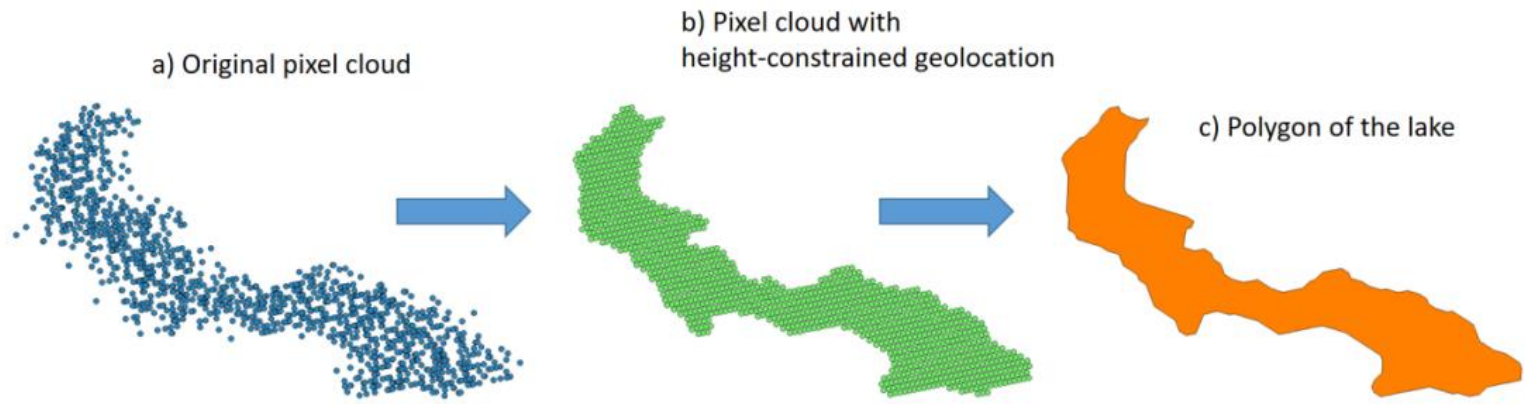 a) Original pixel cloud
b) Pixel cloud with
height-constrained geolocation
c) Polygon of the lake